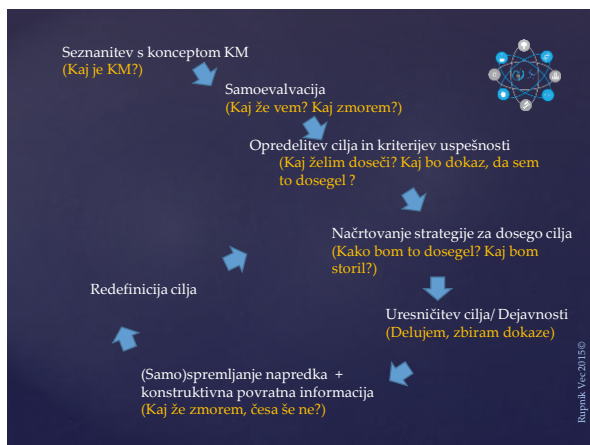 Seznanitev s konceptom KM
(Kaj je KM?)
Samoevalvacija
(Kaj že vem? Kaj zmorem?)
Opredelitev cilja in kriterijev uspešnosti
(Kaj želim doseči? Kaj bo dokaz, da sem
to dosegel ?
Načrtovanje strategije za dosego cilja
(Kako bom to dosegel? Kaj bom
storil?)
Redefinicija cilja
Uresničitev cilja/ Dejavnosti
(Delujem, zbiram dokaze)
(Samo)spremljanje napredka +
konstruktivna povratna informacija
(Kaj že zmorem, česa še ne?)
Rupnik Vec 2015©